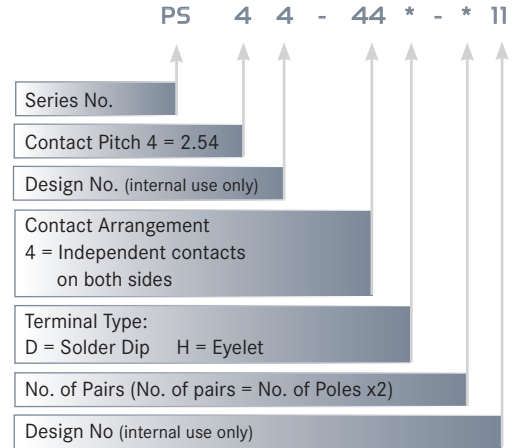 PS 4 4 - 44 * - * 11
Series No.
Contact Pitch 4 = 2.54
Design No. (internal use only)
Contact Arrangement
4 = Independent contacts
on both sides
Terminal Type:
D = Solder Dip H = Eyelet
No. of Pairs (No. of pairs = No. of Poles x2)
Design No (internal use only)